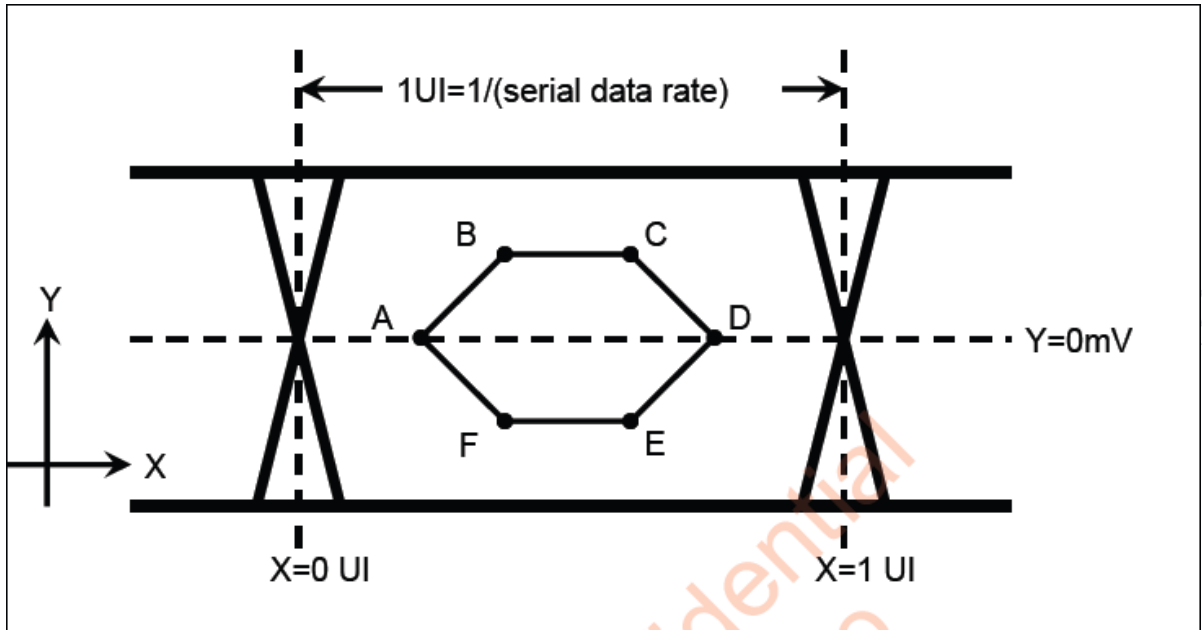 1UI=1/(serial data rate)
B
C
Y
A
D
Y=0mV
F
E
X
X=0 UI
X=1 UI